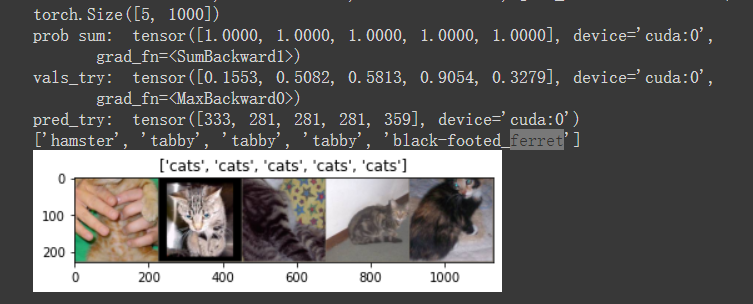 torch.Size([5, 1000])
prob sum:  tensor([1.0000, 1.0000, 1.0000, 1.0000, 1.0000], device='cuda:0',
       grad_fn=<SumBackward1>)
vals_try:  tensor([0.1553, 0.5082, 0.5813, 0.9054, 0.3279], device='cuda:0',
       grad_fn=<MaxBackward0>)
pred_try:  tensor([333, 281, 281, 281, 359], device='cuda:0')
['hamster', 'tabby', 'tabby', 'tabby', 'black-footed_ferret']
['cats', 'cats', 'cats', 'cats', 'cats']
0
100
200
0 200 400 600 800 1000